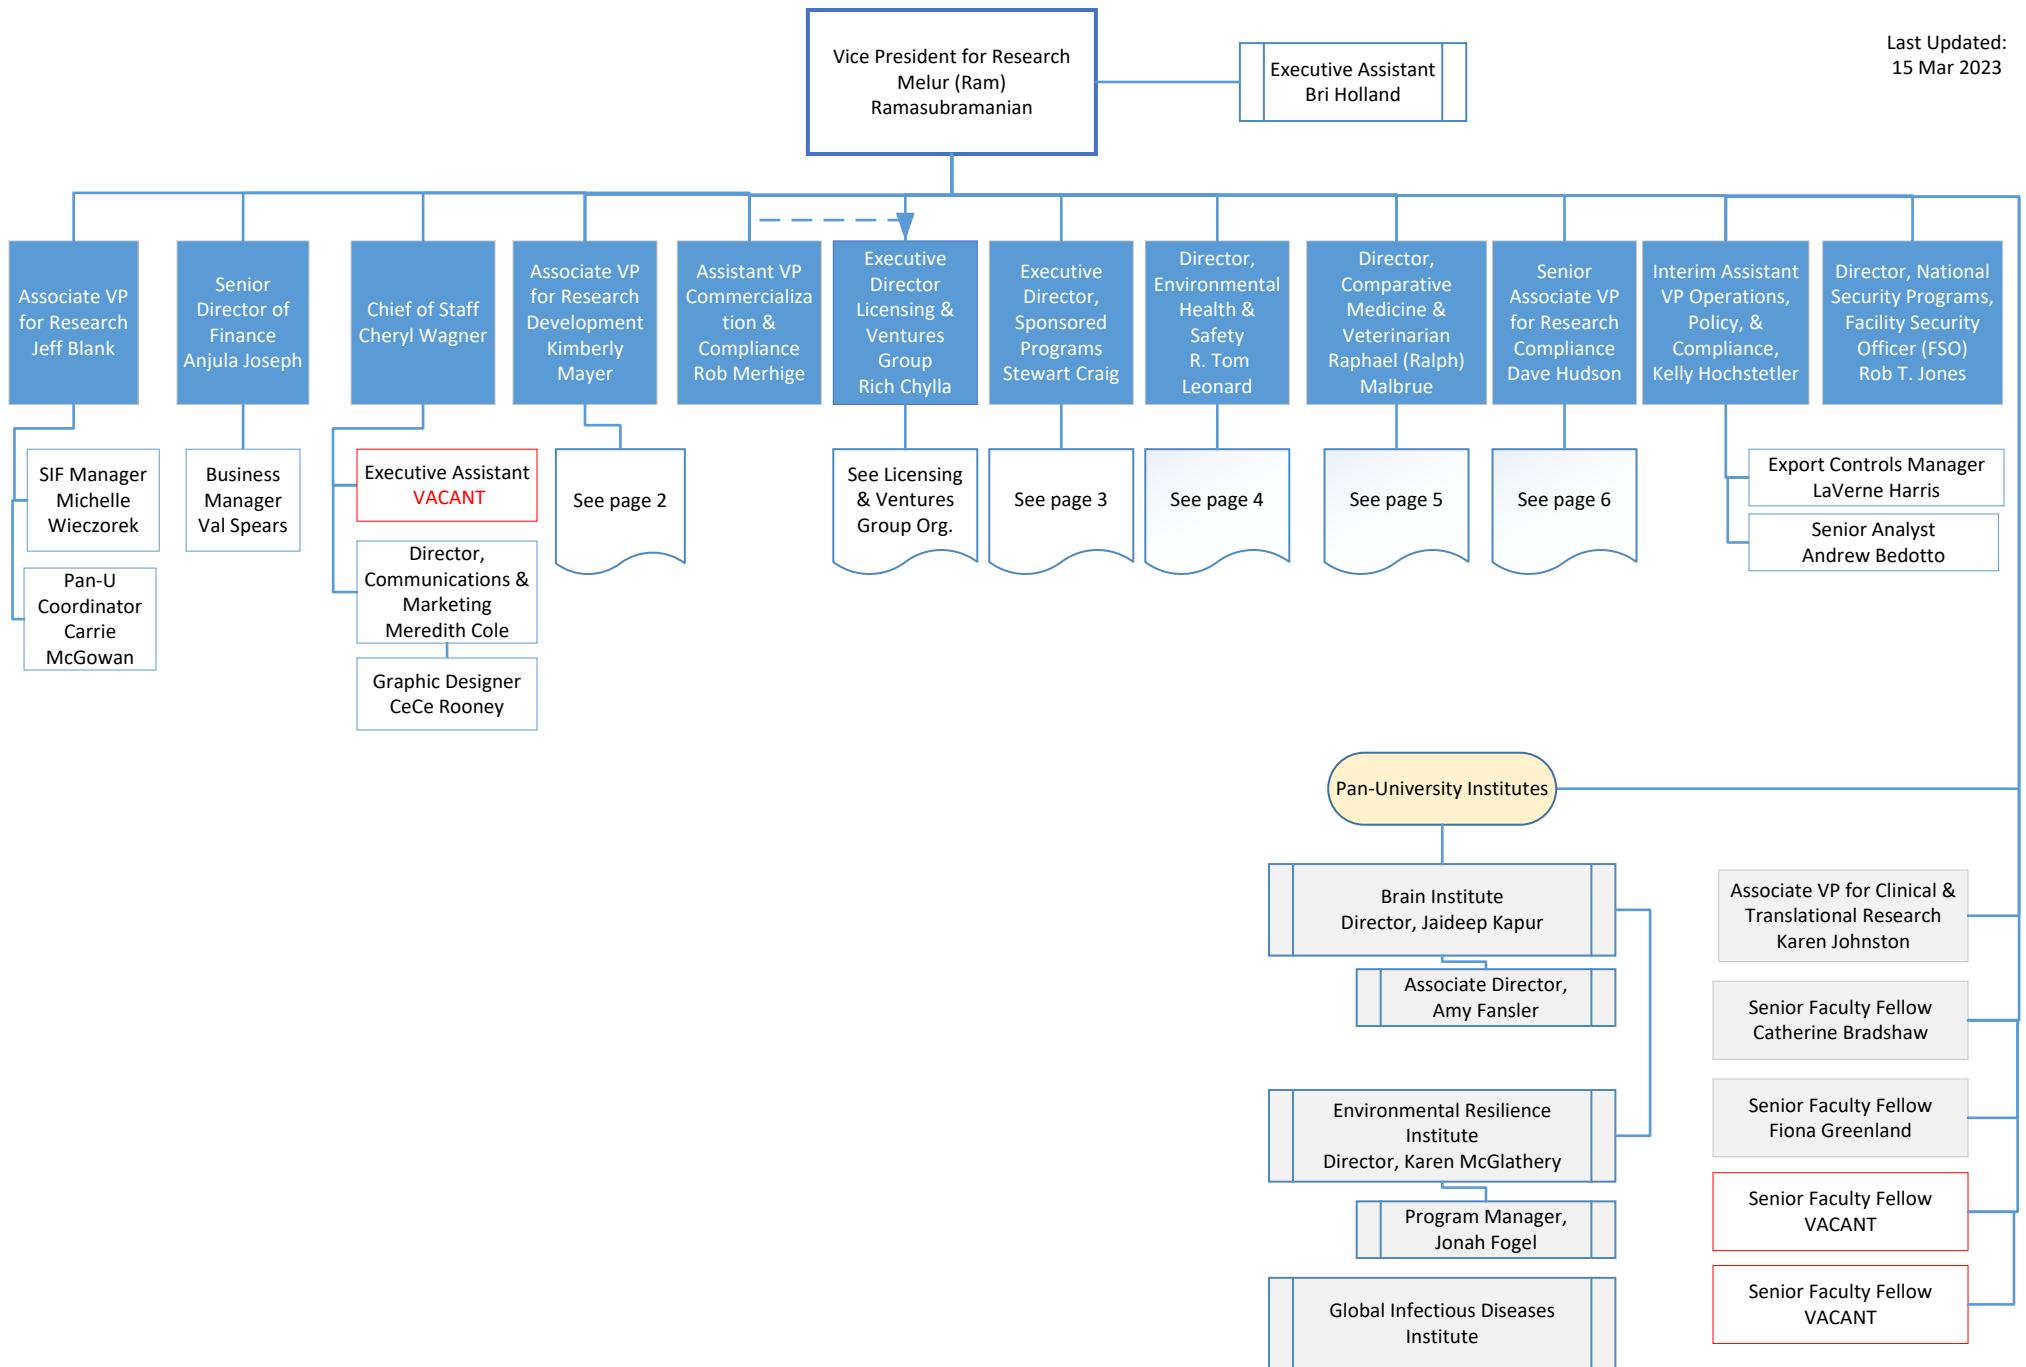 Vice President for Research
Melur (Ram)
Ramasubramanian
Executive Assistant
Bri Holland
Last Updated:
15 Mar 2023
Associate VP
for Research
Jeff Blank
Senior
Director of
Finance
Anjula Joseph
Chief of Staff
Cheryl Wagner
Associate VP
for Research
Development
Kimberly
Mayer
Assistant VP
Commercializa
tion &
Compliance
Rob Merhige
Executive
Director
Licensing &
Ventures
Group
Rich Chylla
Executive
Director,
Sponsored
Programs
Stewart Craig
Director,
Environmental
Health &
Safety
R. Tom
Leonard
Director,
Comparative
Medicine &
Veterinarian
Raphael (Ralph)
Malbrue
Senior
Associate VP
for Research
Compliance
Dave Hudson
Interim Assistant
VP Operations,
Policy, &
Compliance,
Kelly Hochstetler
Director, National
Security Programs,
Facility Security
Officer (FSO)
Rob T. Jones
SIF Manager
Michelle
Wieczorek
Business
Manager
Val Spears
Executive Assistant
VACANT
See page 2
See Licensing
& Ventures
Group Org.
See page 3
See page 4
See page 5
See page 6
Export Controls Manager
LaVerne Harris
Senior Analyst
Andrew Bedotto
Pan-U
Coordinator
Carrie
McGowan
Director,
Communications &
Marketing
Meredith Cole
Graphic Designer
CeCe Rooney
Pan-University Institutes
Brain Institute
Director, Jaideep Kapur
Associate Director,
Amy Fansler
Environmental Resilience
Institute
Director, Karen McGlathery
Program Manager,
Jonah Fogel
Global Infectious Diseases
Institute
Associate VP for Clinical &
Translational Research
Karen Johnston
Senior Faculty Fellow
Catherine Bradshaw
Senior Faculty Fellow
Fiona Greenland
Senior Faculty Fellow
VACANT
Senior Faculty Fellow
VACANT